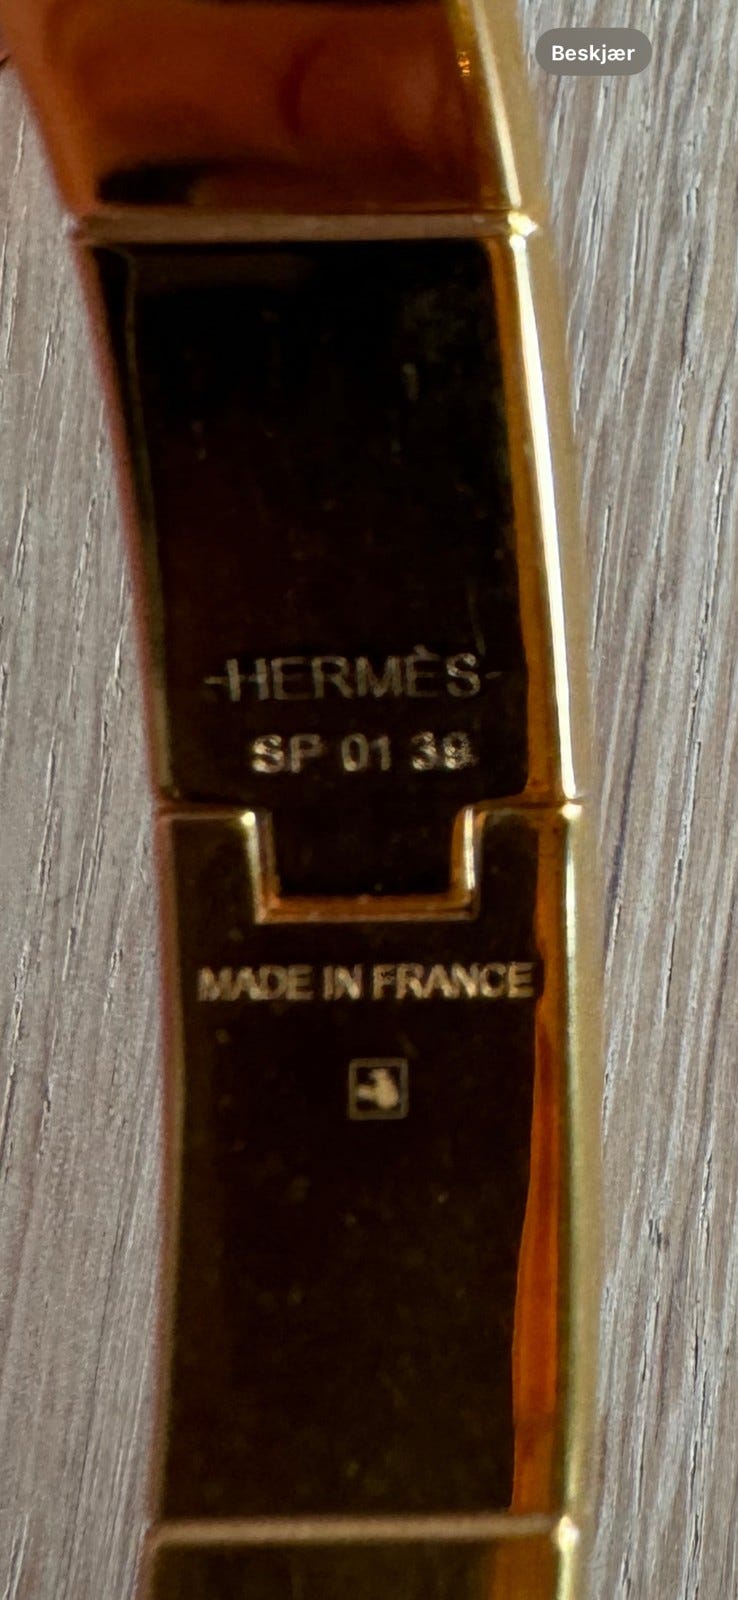 Beskjær
-HERMÈS-
SP 01 39
MADE IN FRANCE